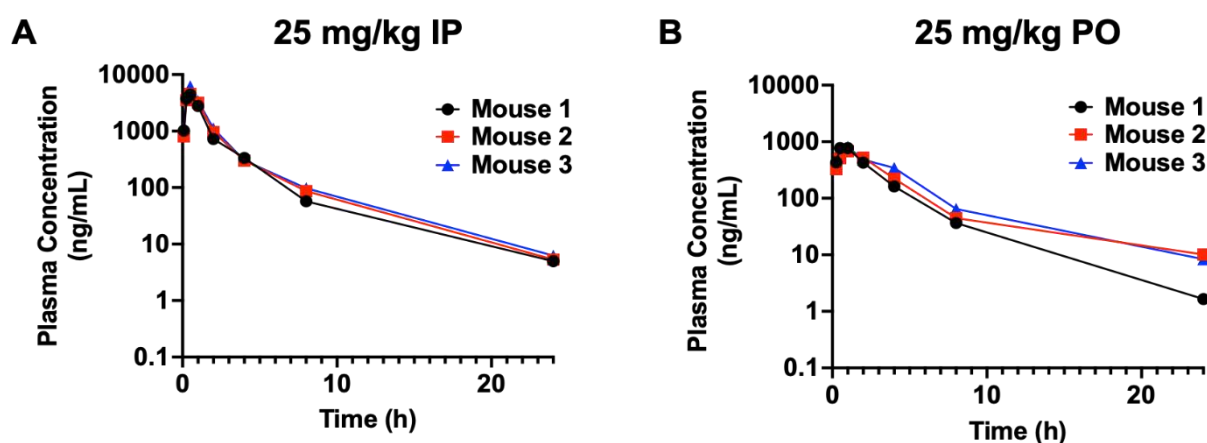 A
25 mg/kg IP
Plasma Concentration
(ng/mL)
10000
1000
100
10
1
0.1
0
10
20
Time (h)
Mouse 1
Mouse 2
Mouse 3
B
25 mg/kg PO
Plasma Concentration
(ng/mL)
10000
1000
100
10
1
0.1
0
10
20
Time (h)
Mouse 1
Mouse 2
Mouse 3